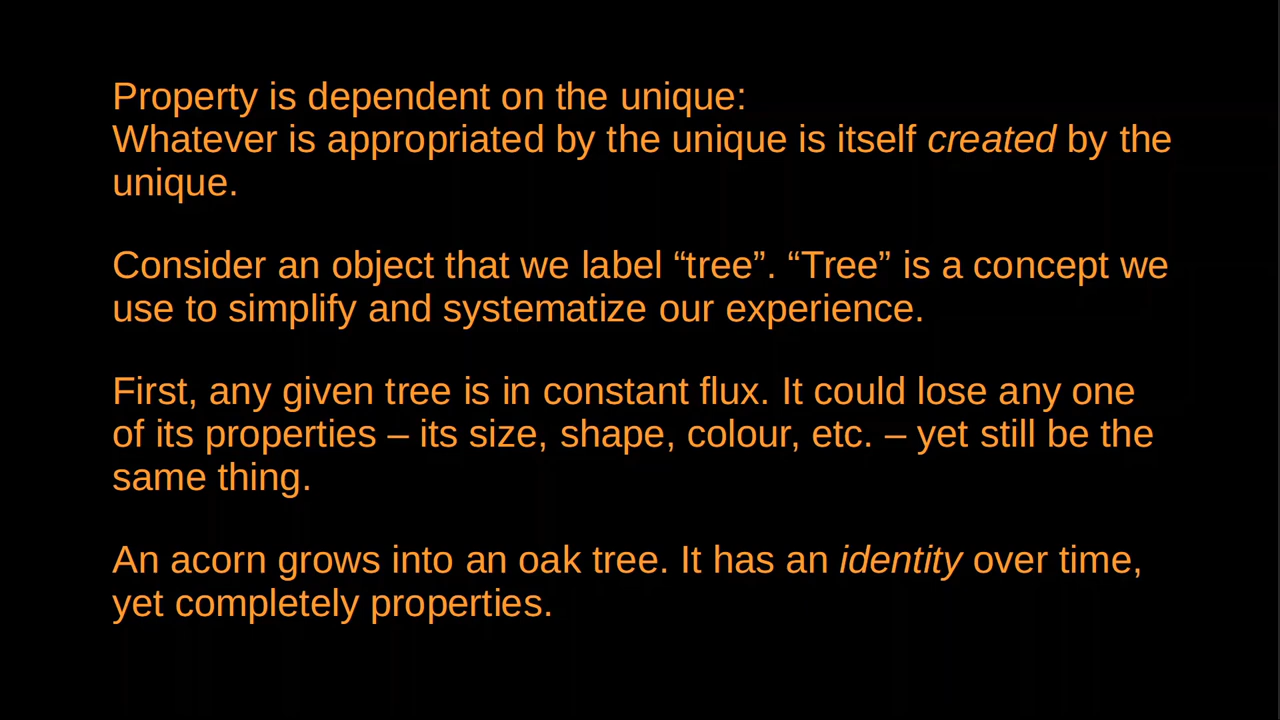 Property is dependent on the unique:
Whatever is appropriated by the unique is itself created by the
unique.
Consider an object that we label “tree”. “Tree” is a concept we
use to simplify and systematize our experience.
First, any given tree is in constant flux. It could lose any one
of its properties – its size, shape, colour, etc. – yet still be the
same thing.
An acorn grows into an oak tree. It has an identity over time,
yet completely properties.